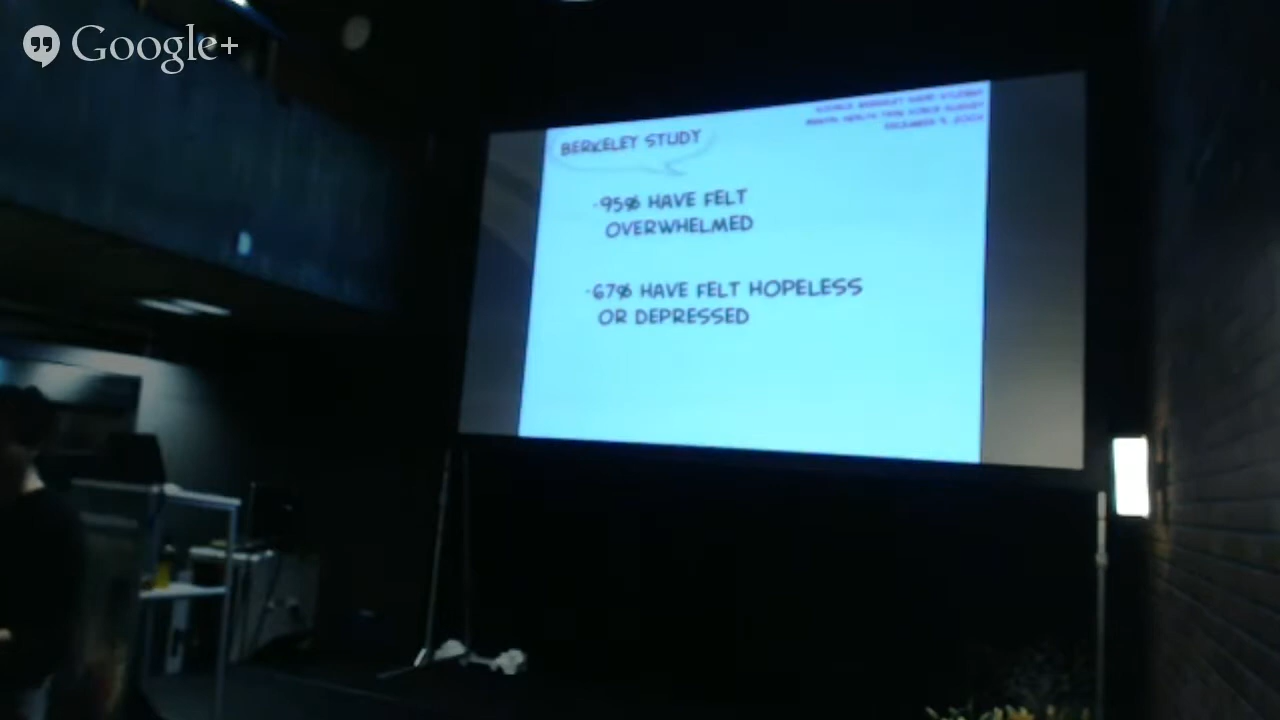 Google+
BERKELEY STUDY
·95% HAVE FELT
OVERWHELMED
·67% HAVE FELT HOPELESS
OR DEPRESSED